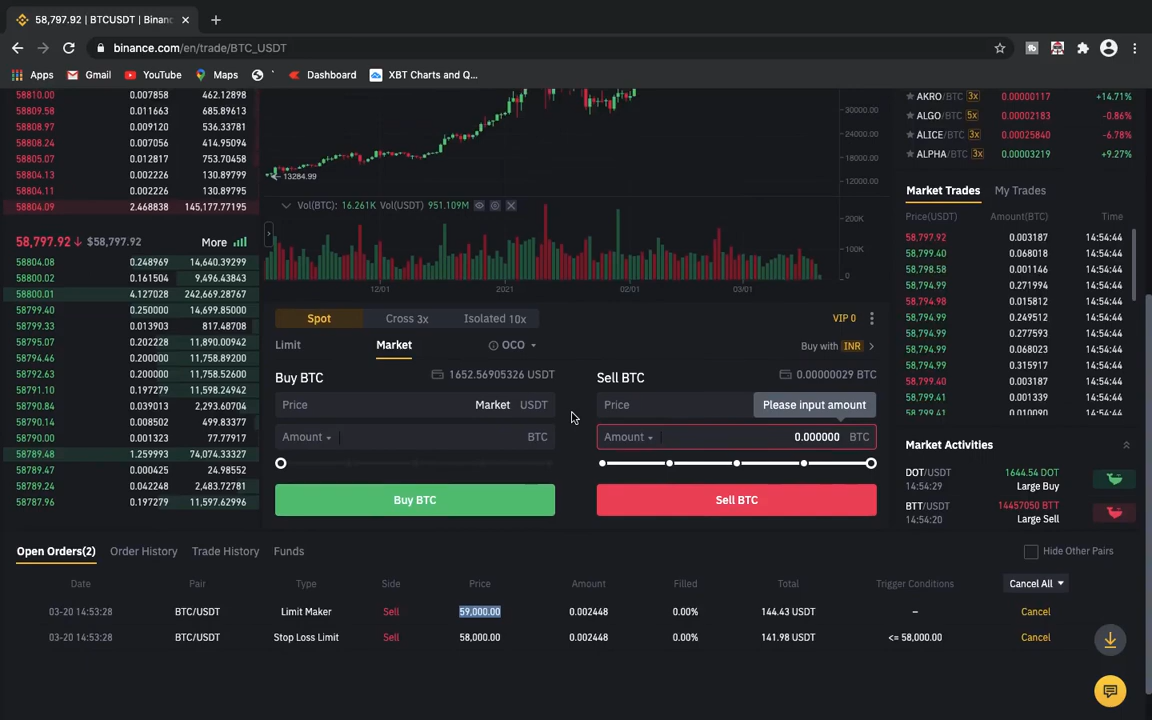 58,797.92 | BTCUSDT | Binanc
binance.com/en/trade/BTC_USDT
Apps Gmail YouTube Maps Dashboard XBT Charts and Q...
58810.00 0.007858 462.12898
58809.58 0.011663 685.89613
58808.97 0.009120 536.33781
58808.24 0.007056 414.95094
58805.07 0.012817 753.70458
58804.13 0.002226 130.89799
58804.11 0.002226 130.89795
58804.09 2.468838 145,177.77195
58,797.92↓ $58,797.92 More
58804.08 0.248969 14,640.39299
58800.02 0.161504 9,496.43843
58800.01 4.127028 242,669.28767
58799.40 0.250000 14,699.85000
58799.33 0.013903 817.48708
58795.07 0.202228 11,890.00942
58794.46 0.200000 11,758.89200
58792.63 0.200000 11,758.52600
58791.10 0.197279 11,598.24942
58790.84 0.039013 2,293.60704
58790.14 0.008502 499.83377
58790.00 0.001323 77.77917
58789.48 1.259993 74,074.33327
58789.47 0.000425 24.98552
58789.24 0.042248 2,483.72781
58787.96 0.197279 11,597.62996
30000.00
24000.00
18000.00
12000.00
13284.99
Vol(BTC): 16.261K Vol(USDT) 951.109M
200K
100K
0
12/01 2021 02/01 03/01
Spot Cross 3x Isolated 10x VIP 0
Limit Market OCO Buy with INR
Buy BTC 1652.56905326 USDT
Price Market USDT
Amount BTC
Buy BTC
Sell BTC 0.00000029 BTC
Price Please input amount
Amount 0.000000 BTC
Sell BTC
AKRO/BTC 3x 0.00000117 +14.71%
ALGO/BTC 5x 0.00002183 -0.86%
ALICE/BTC 3x 0.00025840 -6.78%
ALPHA/BTC 3x 0.00003219 +9.27%
Market Trades My Trades
Price(USDT) Amount(BTC) Time
58,797.92 0.003187 14:54:44
58,799.40 0.068018 14:54:44
58,798.58 0.001146 14:54:44
58,794.99 0.271994 14:54:44
58,794.98 0.015812 14:54:44
58,794.99 0.249512 14:54:44
58,794.99 0.277593 14:54:44
58,794.99 0.068023 14:54:44
58,794.99 0.315917 14:54:44
58,799.40 0.003187 14:54:44
58,799.41 0.001339 14:54:44
58,799.41 0.010090 14:54:44
Market Activities
DOT/USDT 1644.54 DOT
14:54:29 Large Buy
BTT/USDT 14457050 BTT
14:54:20 Large Sell
Open Orders(2) Order History Trade History Funds Hide Other Pairs
Date Pair Type Side Price Amount Filled Total Trigger Conditions Cancel All
03-20 14:53:28 BTC/USDT Limit Maker Sell 59,000.00 0.002448 0.00% 144.43 USDT – Cancel
03-20 14:53:28 BTC/USDT Stop Loss Limit Sell 58,000.00 0.002448 0.00% 141.98 USDT <= 58,000.00 Cancel